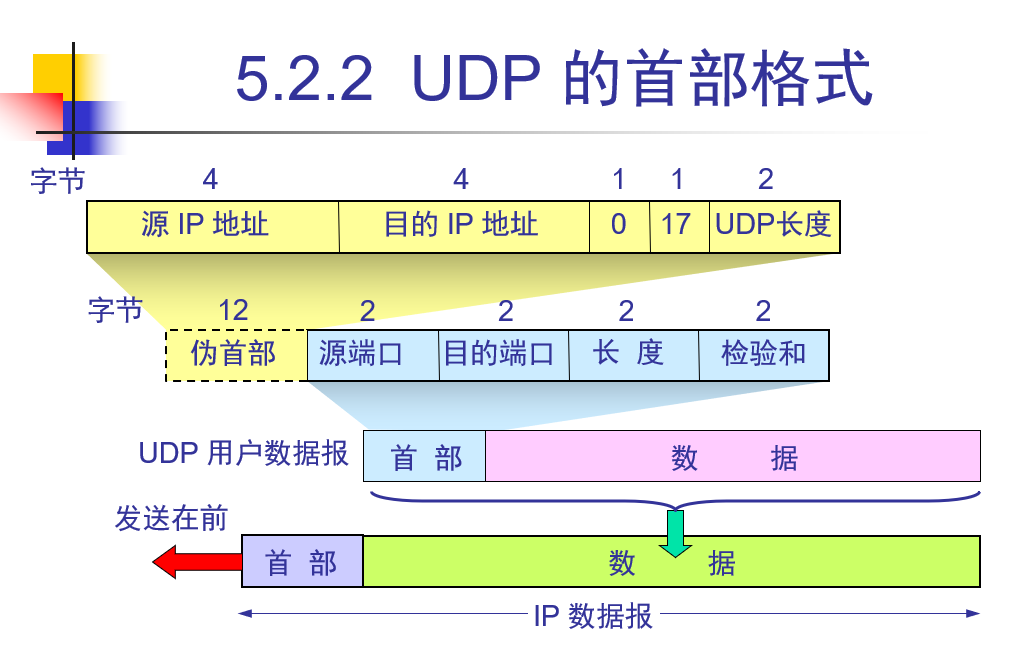 5.2.2 UDP 的首部格式
字节 4 4 1 1 2
源 IP 地址 目的 IP 地址 0 17 UDP长度
字节 12 2 2 2 2
伪首部 源端口 目的端口 长 度 检验和
UDP 用户数据报 首 部 数 据
发送在前
首 部 数 据
IP 数据报